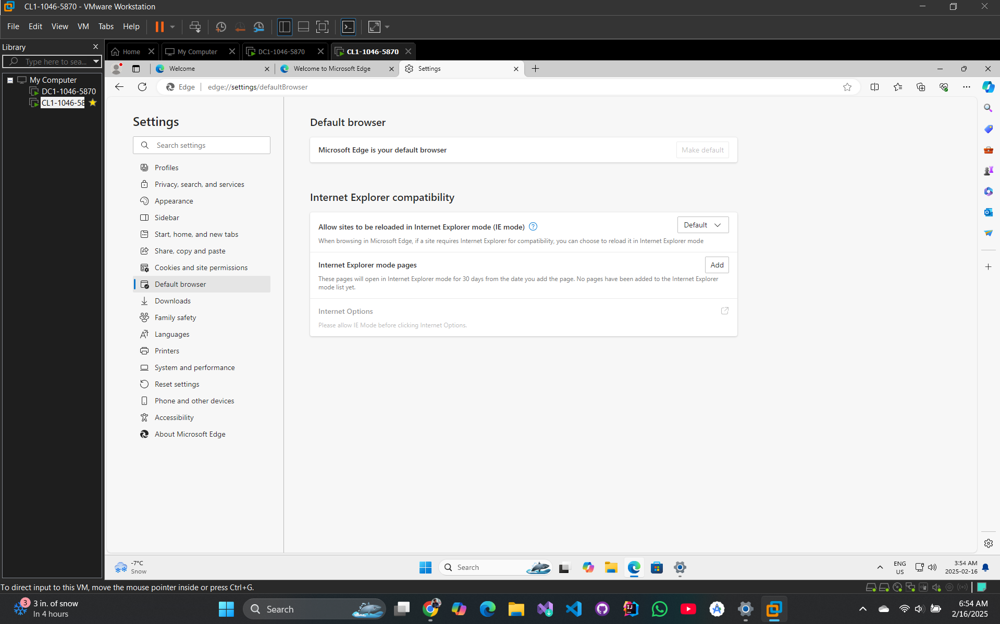 CL1-1046-5870 - VMware Workstation
File Edit View VM Tabs Help
Library
Type here to sea...
My Computer
DC1-1046-5870
CL1-1046-58
Home
My Computer
DC1-1046-5870
CL1-1046-5870
Welcome
Welcome to Microsoft Edge
Settings
Edge
edge://settings/defaultBrowser
Settings
Search settings
Profiles
Privacy, search, and services
Appearance
Sidebar
Start, home, and new tabs
Share, copy and paste
Cookies and site permissions
Default browser
Downloads
Family safety
Languages
Printers
System and performance
Reset settings
Phone and other devices
Accessibility
About Microsoft Edge
Default browser
Microsoft Edge is your default browser
Make default
Internet Explorer compatibility
Allow sites to be reloaded in Internet Explorer mode (IE mode)
Default
When browsing in Microsoft Edge, if a site requires Internet Explorer for compatibility, you can choose to reload it in Internet Explorer mode
Internet Explorer mode pages
Add
These pages will open in Internet Explorer mode for 30 days from the date you add the page. No pages have been added to the Internet Explorer
mode list yet.
Internet Options
Please allow IE Mode before clicking Internet Options.
-7°C
Snow
Search
ENG
US
3:54 AM
2025-02-16
To direct input to this VM, move the mouse pointer inside or press Ctrl+G.
3
3 in. of snow
In 4 hours
Search
6:54 AM
2/16/2025